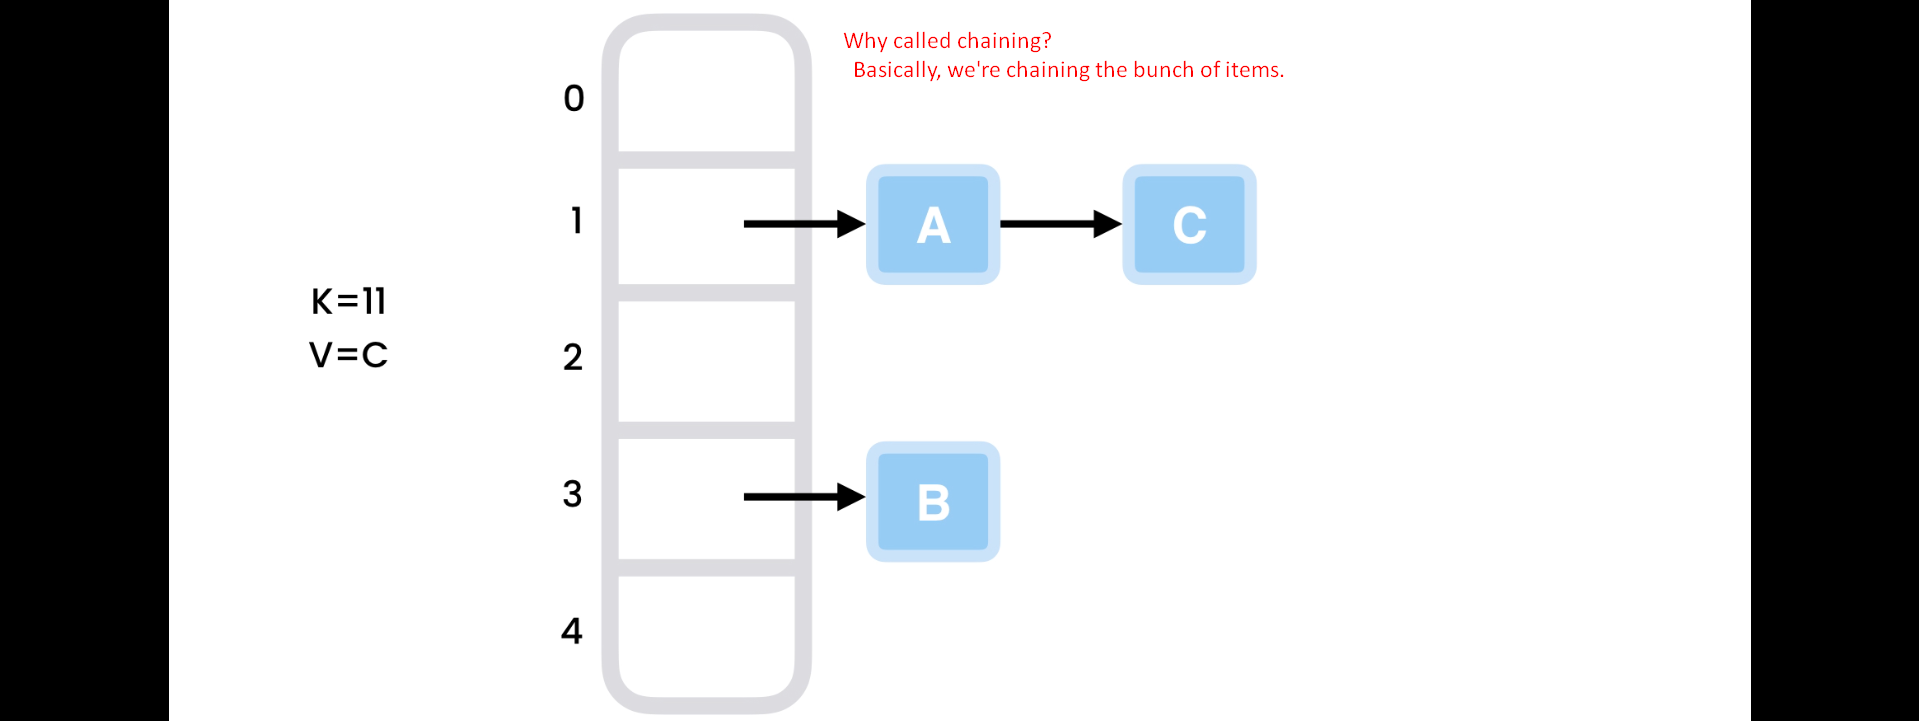 Why called chaining?
Basically, we're chaining the bunch of items.
0
1
A
C
K=11
V=C
2
3
B
4